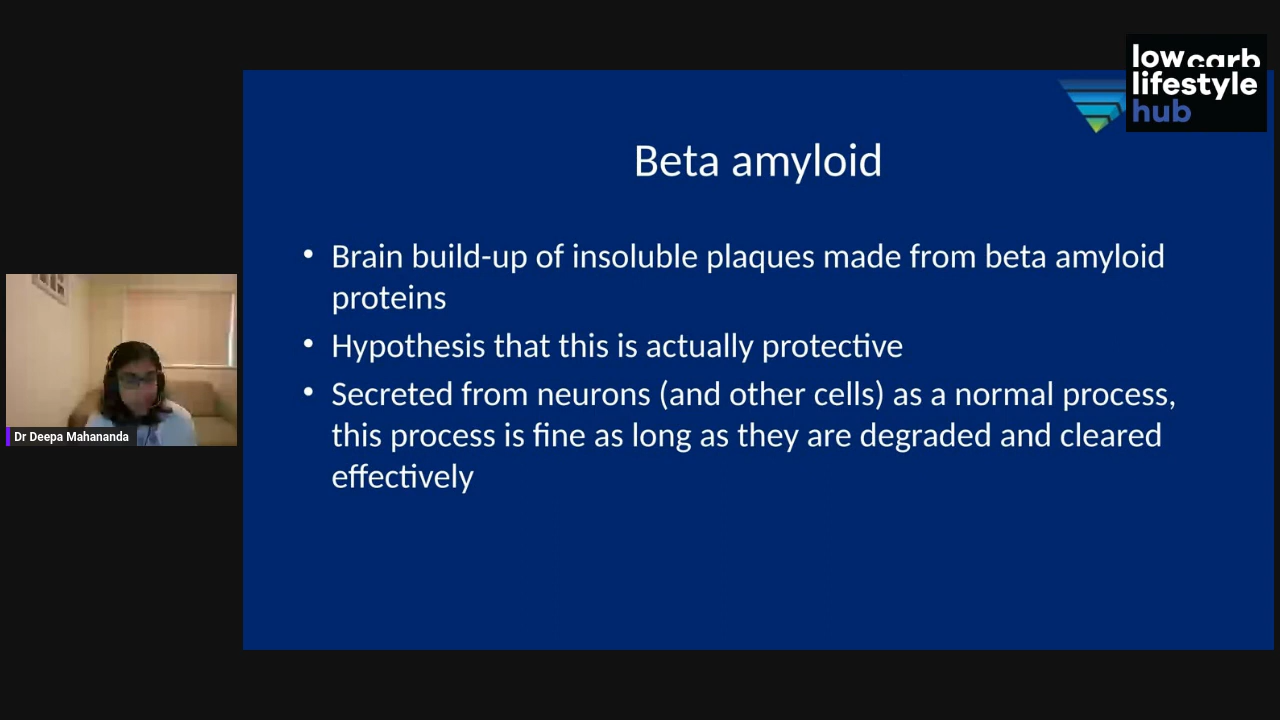 low carb
lifestyle
hub
Beta amyloid
• Brain build-up of insoluble plaques made from beta amyloid
proteins
• Hypothesis that this is actually protective
• Secreted from neurons (and other cells) as a normal process,
this process is fine as long as they are degraded and cleared
effectively
Dr Deepa Mahananda